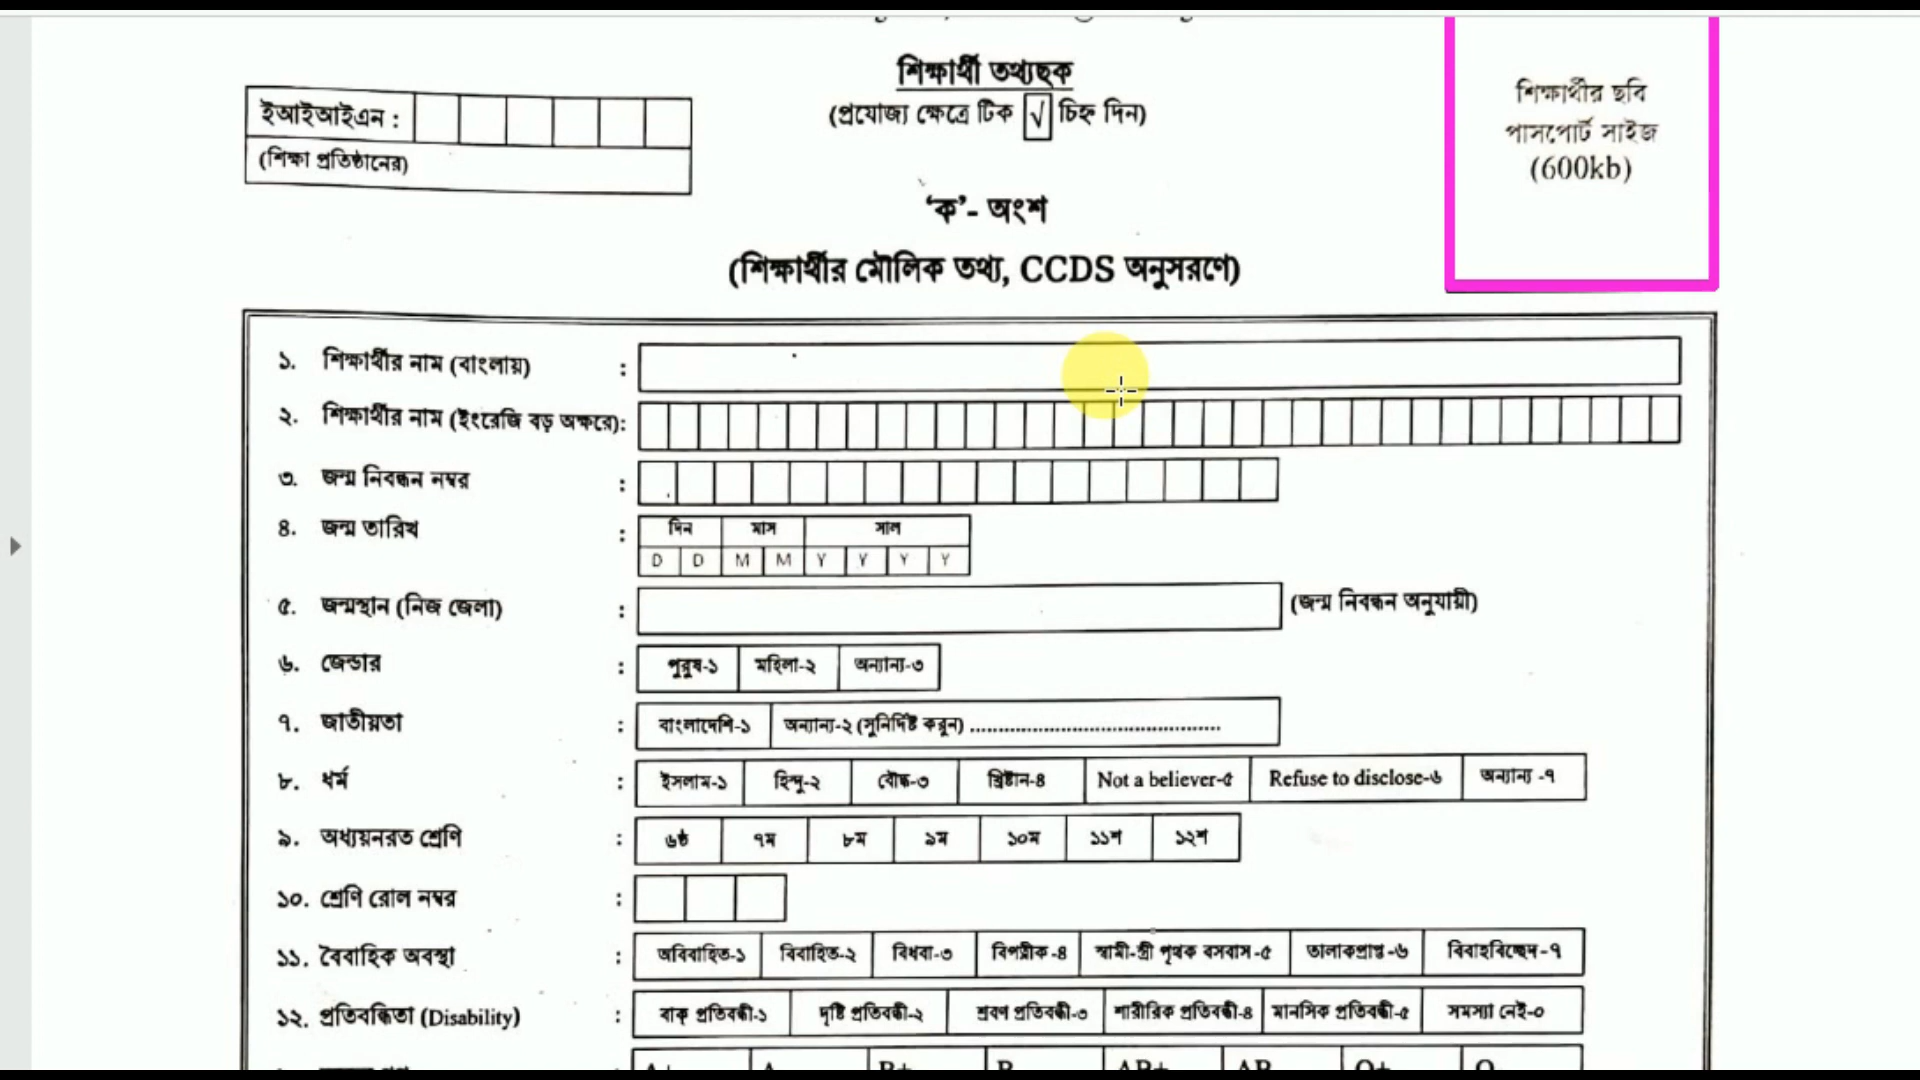 শিক্ষার্থী তথ্যছক
(প্রযোজ্য ক্ষেত্রে টিক √ চিহ্ন দিন)
ইআইআইএন :
(শিক্ষা প্রতিষ্ঠানের)
শিক্ষার্থীর ছবি
পাসপোর্ট সাইজ
(600kb)
‘ক’- অংশ
(শিক্ষার্থীর মৌলিক তথ্য, CCDS অনুসরণে)
১. শিক্ষার্থীর নাম (বাংলায়) :
২. শিক্ষার্থীর নাম (ইংরেজি বড় অক্ষরে):
৩. জন্ম নিবন্ধন নম্বর :
৪. জন্ম তারিখ : দিন মাস সাল
D D M M Y Y Y Y
৫. জন্মস্থান (নিজ জেলা) : (জন্ম নিবন্ধন অনুযায়ী)
৬. জেন্ডার : পুরুষ-১ মহিলা-২ অন্যান্য-৩
৭. জাতীয়তা : বাংলাদেশি-১ অন্যান্য-২ (সুনির্দিষ্ট করুন) ............................................
৮. ধর্ম : ইসলাম-১ হিন্দু-২ বৌদ্ধ-৩ খ্রিষ্টান-৪ Not a believer-৫ Refuse to disclose-৬ অন্যান্য -৭
৯. অধ্যয়নরত শ্রেণি : ৬ষ্ঠ ৭ম ৮ম ৯ম ১০ম ১১শ ১২শ
১০. শ্রেণি রোল নম্বর :
১১. বৈবাহিক অবস্থা : অবিবাহিত-১ বিবাহিত-২ বিধবা-৩ বিপত্নীক-৪ স্বামী-স্ত্রী পৃথক বসবাস-৫ তালাকপ্রাপ্ত-৬ বিবাহবিচ্ছেদ-৭
১২. প্রতিবন্ধিতা (Disability) : বাক্ প্রতিবন্ধী-১ দৃষ্টি প্রতিবন্ধী-২ শ্রবণ প্রতিবন্ধী-৩ শারীরিক প্রতিবন্ধী-৪ মানসিক প্রতিবন্ধী-৫ সমস্যা নেই-০